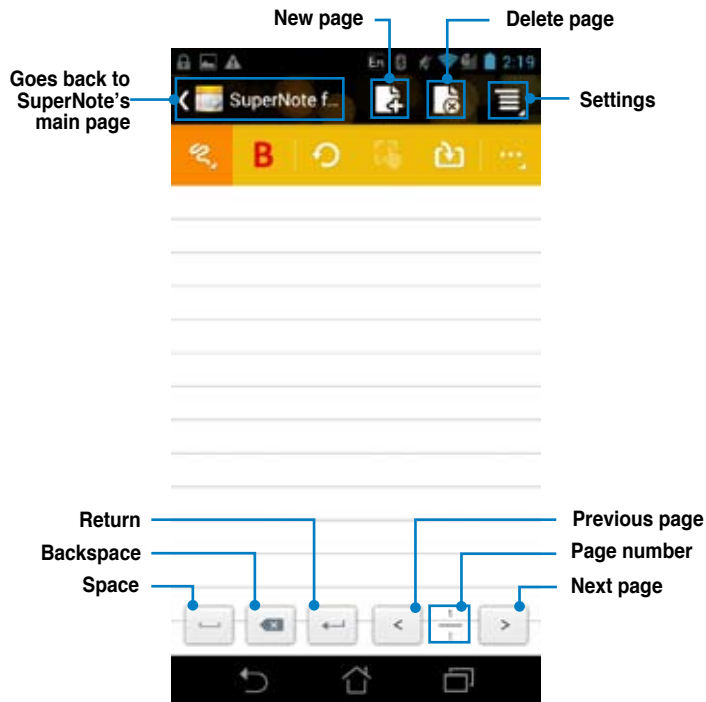 New page
Delete page
En 2:19
Goes back to
SuperNote's
main page
SuperNote f...
Settings
B
Return
Previous page
Backspace
Page number
Space
Next page